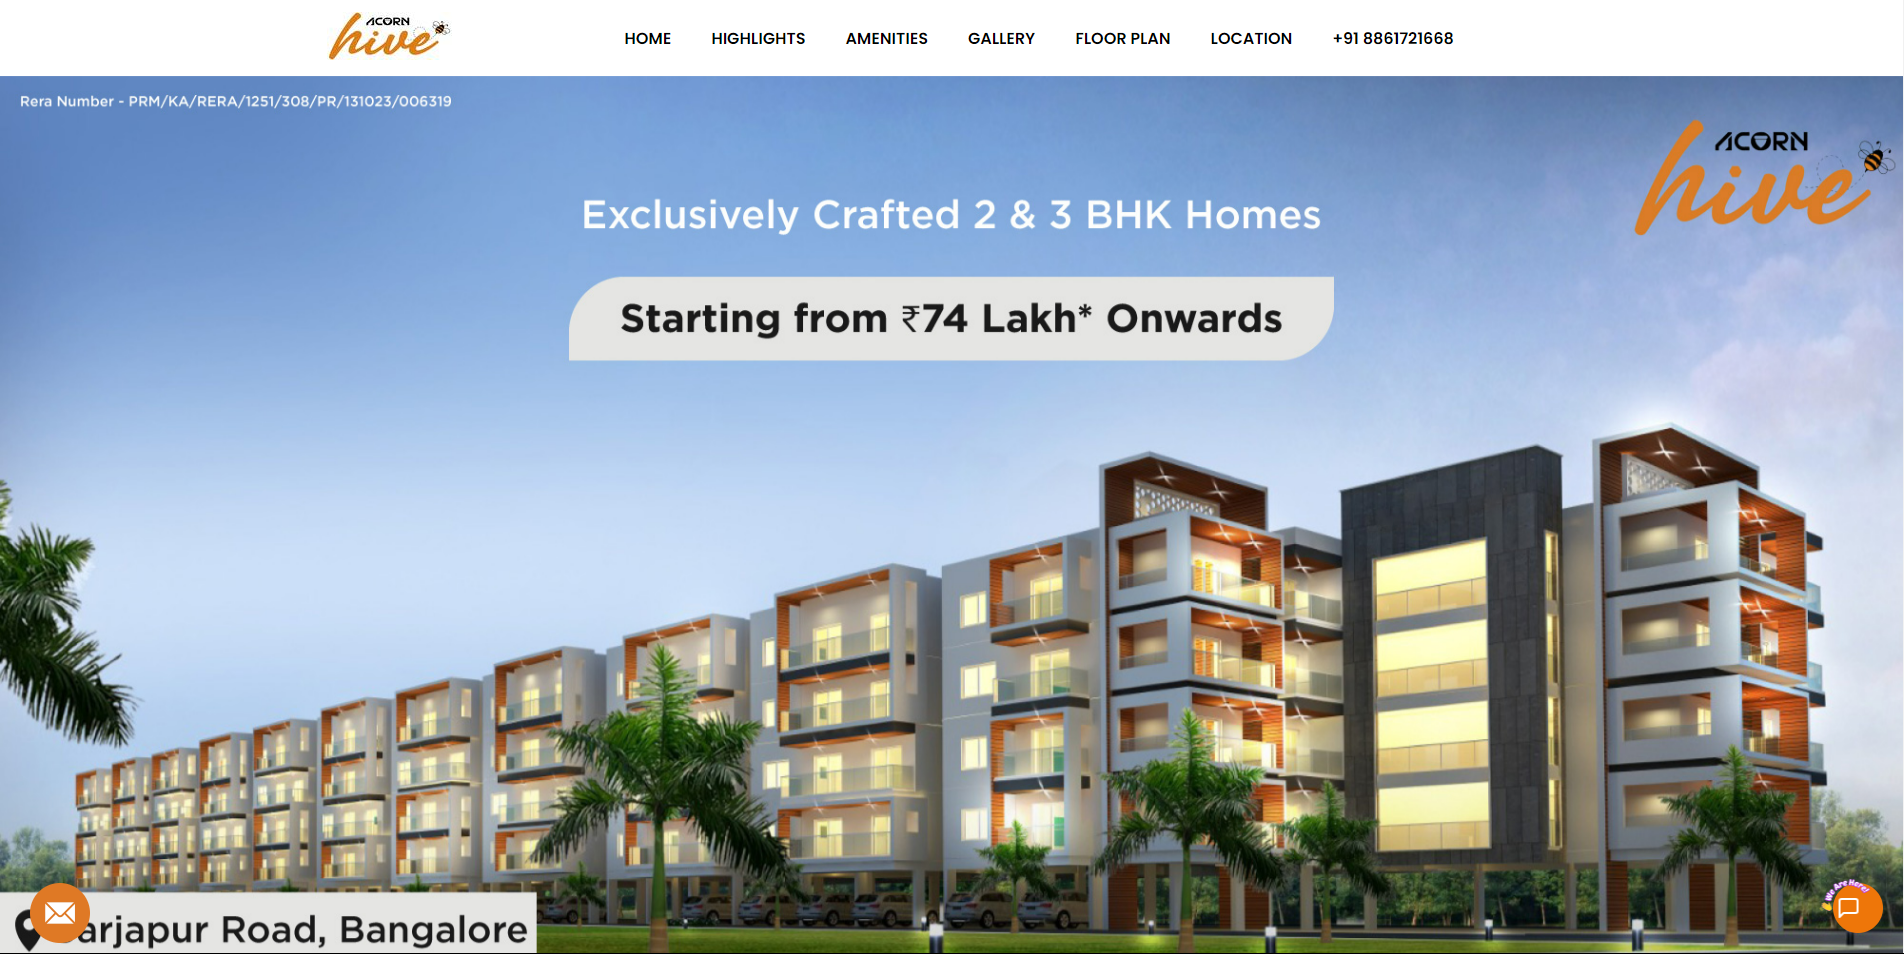 ACORN
hive
HOME HIGHLIGHTS AMENITIES GALLERY FLOOR PLAN LOCATION +91 8861721668
Rera Number - PRM/KA/RERA/1251/308/PR/131023/006319
ACORN
hive
Exclusively Crafted 2 & 3 BHK Homes
Starting from ₹74 Lakh* Onwards
We Are Here!
arjapur Road, Bangalore